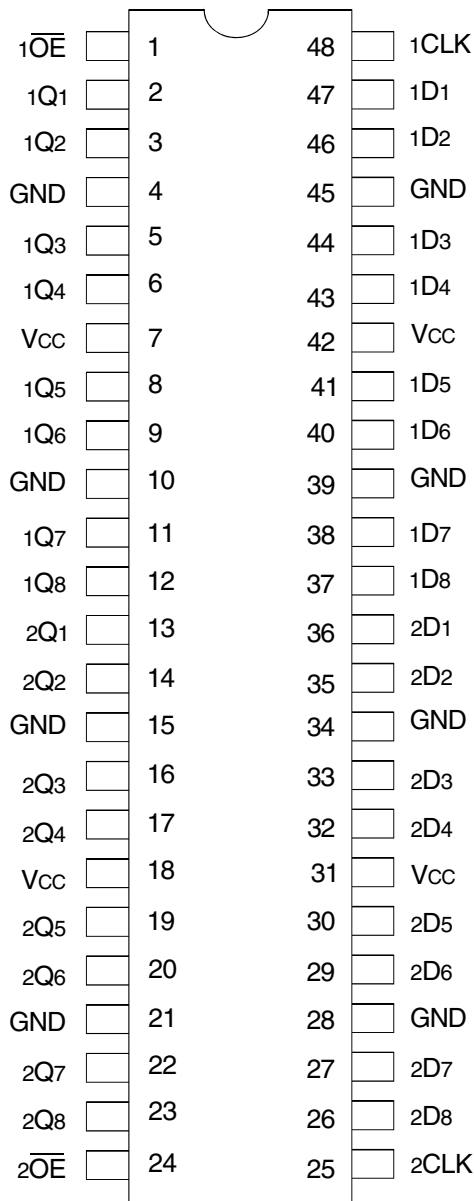 1O̅E̅ 1 48 1CLK
1Q1 2 47 1D1
1Q2 3 46 1D2
GND 4 45 GND
1Q3 5 44 1D3
1Q4 6 43 1D4
VCC 7 42 VCC
1Q5 8 41 1D5
1Q6 9 40 1D6
GND 10 39 GND
1Q7 11 38 1D7
1Q8 12 37 1D8
2Q1 13 36 2D1
2Q2 14 35 2D2
GND 15 34 GND
2Q3 16 33 2D3
2Q4 17 32 2D4
VCC 18 31 VCC
2Q5 19 30 2D5
2Q6 20 29 2D6
GND 21 28 GND
2Q7 22 27 2D7
2Q8 23 26 2D8
2O̅E̅ 24 25 2CLK